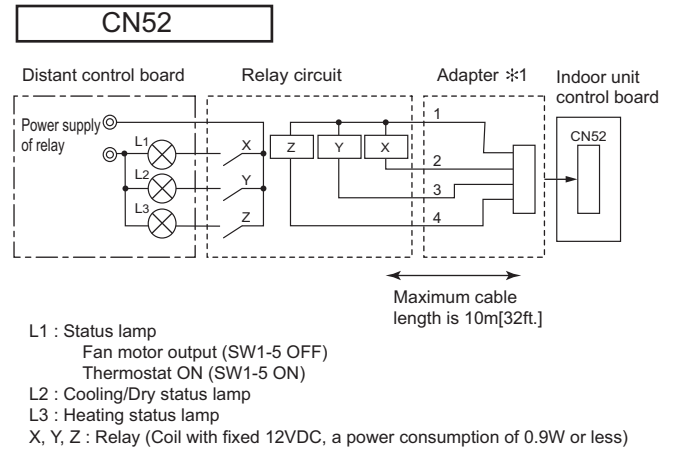 CN52
Distant control board
Relay circuit
Adapter ※1
Indoor unit
control board
Power supply
of relay
L1
L2
L3
X
Y
Z
Z
Y
X
1
2
3
4
CN52
Maximum cable
length is 10m[32ft.]
L1 : Status lamp
Fan motor output (SW1-5 OFF)
Thermostat ON (SW1-5 ON)
L2 : Cooling/Dry status lamp
L3 : Heating status lamp
X, Y, Z : Relay (Coil with fixed 12VDC, a power consumption of 0.9W or less)